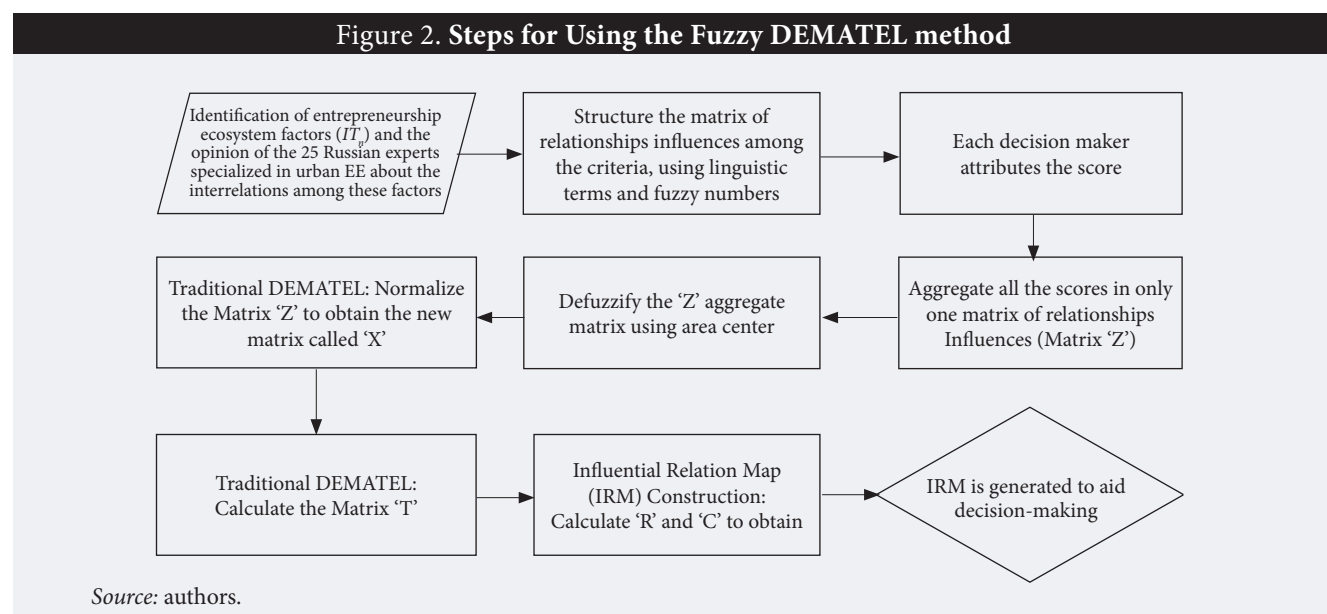 Figure 2. Steps for Using the Fuzzy DEMATEL method
Identification of entrepreneurship
ecosystem factors (ITᵥ) and the
opinion of the 25 Russian experts
specialized in urban EE about the
interrelations among these factors
Structure the matrix of
relationships influences among
the criteria, using linguistic
terms and fuzzy numbers
Each decision maker
attributes the score
Aggregate all the scores in only
one matrix of relationships
Influences (Matrix ‘Z’)
Defuzzify the ‘Z’ aggregate
matrix using area center
Traditional DEMATEL: Normalize
the Matrix ‘Z’ to obtain the new
matrix called ‘X’
Traditional DEMATEL:
Calculate the Matrix ‘T’
Influential Relation Map
(IRM) Construction:
Calculate ‘R’ and ‘C’ to obtain
IRM is generated to aid
decision-making
Source: authors.